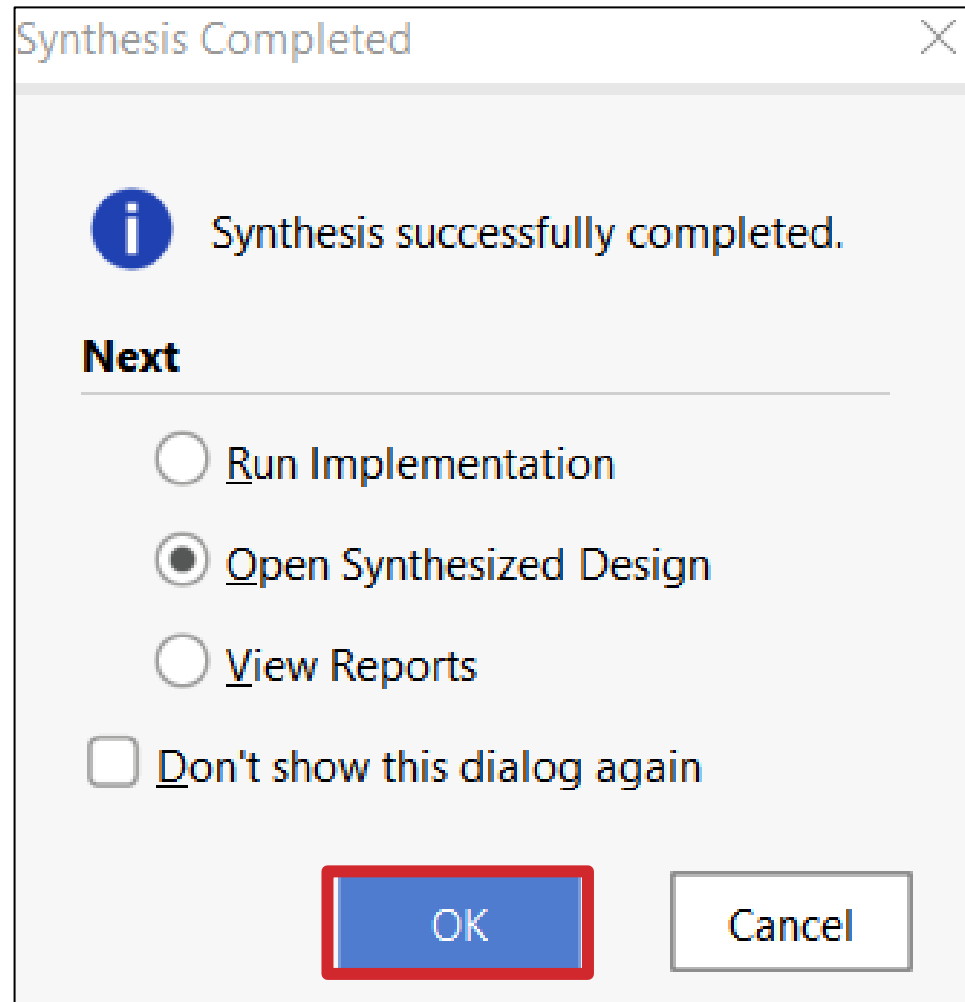 Synthesis Completed
Synthesis successfully completed.
Next
Run Implementation
Open Synthesized Design
View Reports
Don't show this dialog again
OK
Cancel